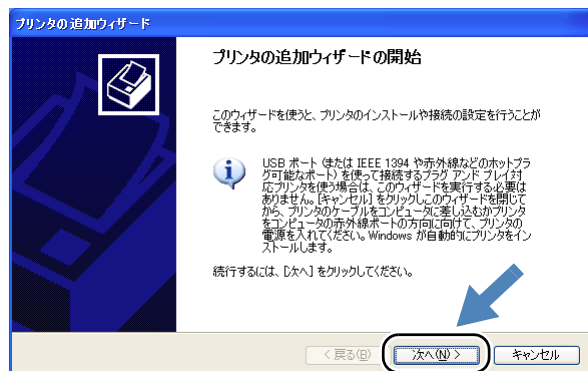 プリンタの追加ウィザード
プリンタの追加ウィザードの開始
このウィザードを使うと、プリンタのインストールや接続の設定を行うことが
できます。
USB ポート (または IEEE 1394 や赤外線などのホットプラ
グ可能なポート) を使って接続するプラグ アンド プレイ対
応プリンタを使う場合は、このウィザードを実行する必要は
ありません。[キャンセル] をクリックしこのウィザードを閉じて
から、プリンタのケーブルをコンピュータに差し込むかプリンタ
をコンピュータの赤外線ポートの方向に向けて、プリンタの
電源を入れてください。Windows が自動的にプリンタをイン
ストールします。
続行するには、[次へ] をクリックしてください。
< 戻る(B) 次へ(N) > キャンセル